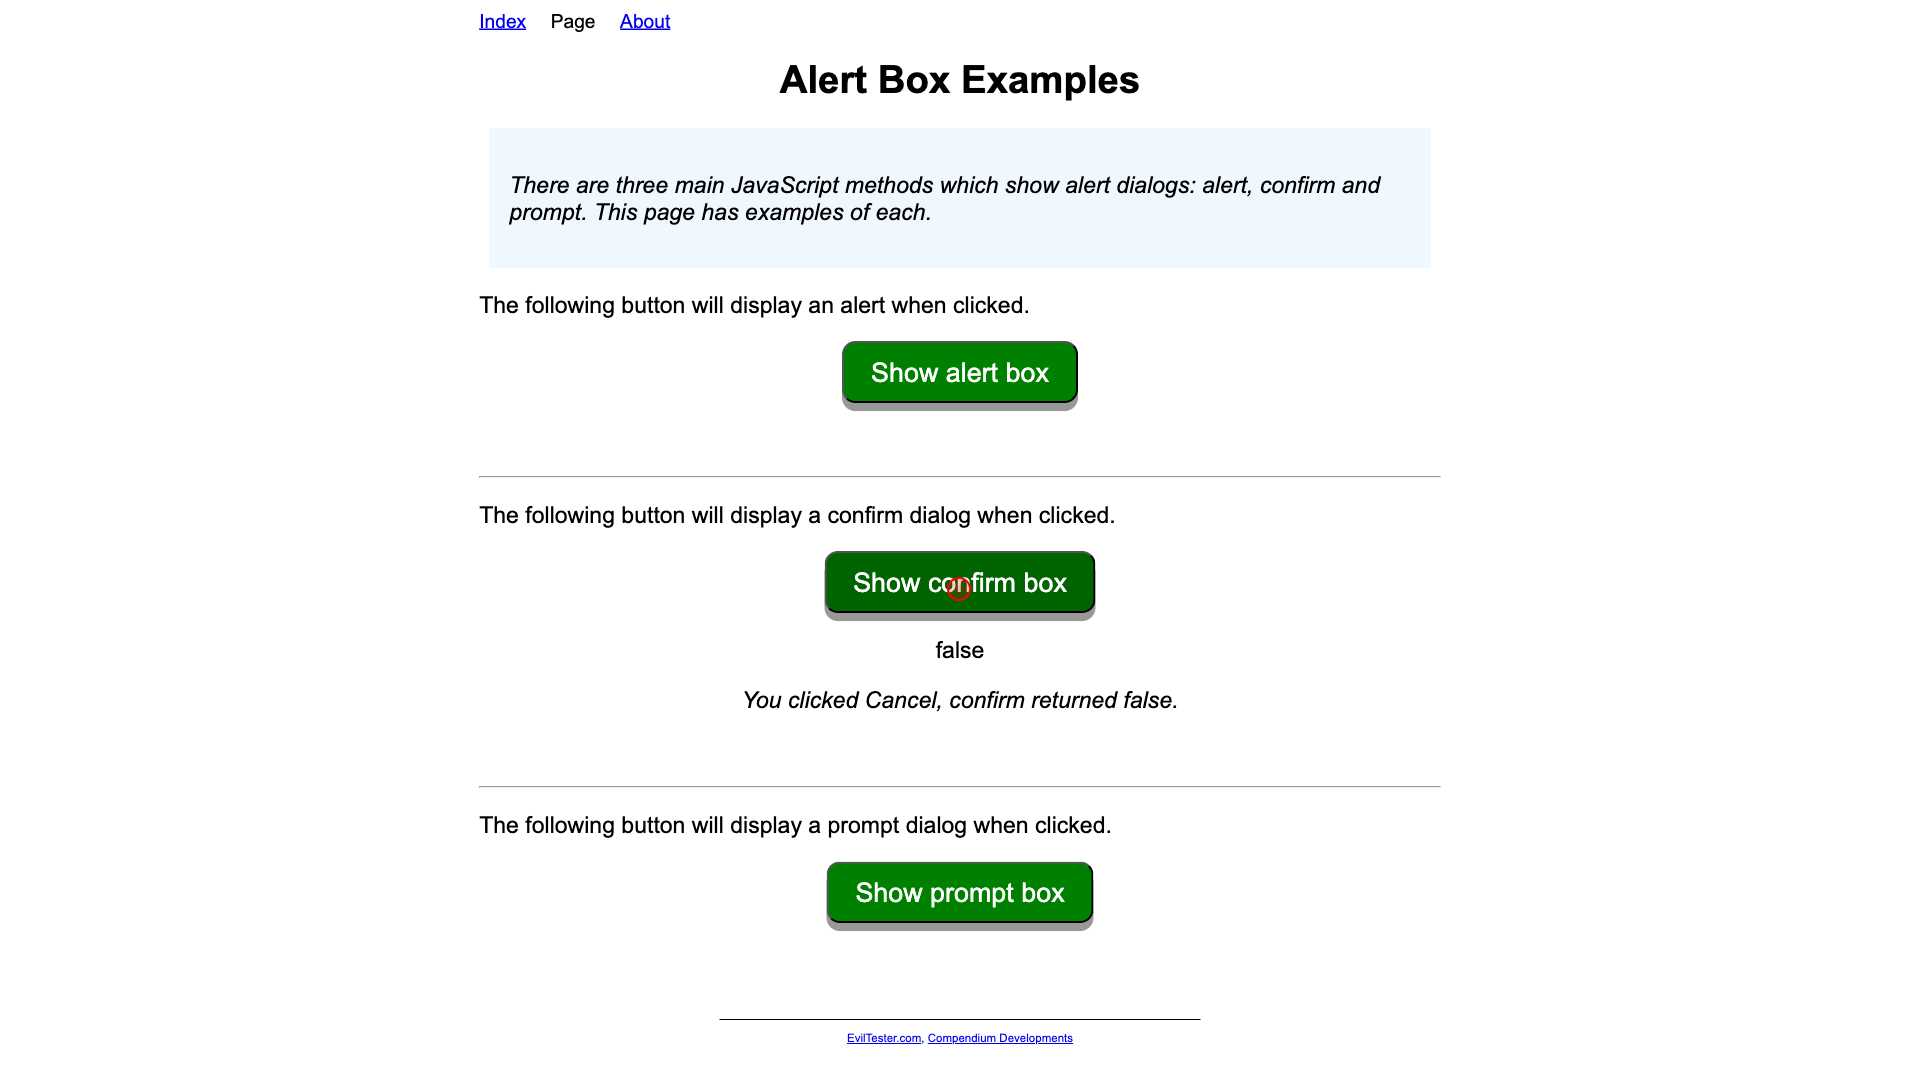 Index Page About
Alert Box Examples
There are three main JavaScript methods which show alert dialogs: alert, confirm and
prompt. This page has examples of each.
The following button will display an alert when clicked.
Show alert box
The following button will display a confirm dialog when clicked.
Show confirm box
false
You clicked Cancel, confirm returned false.
The following button will display a prompt dialog when clicked.
Show prompt box
EvilTester.com, Compendium Developments